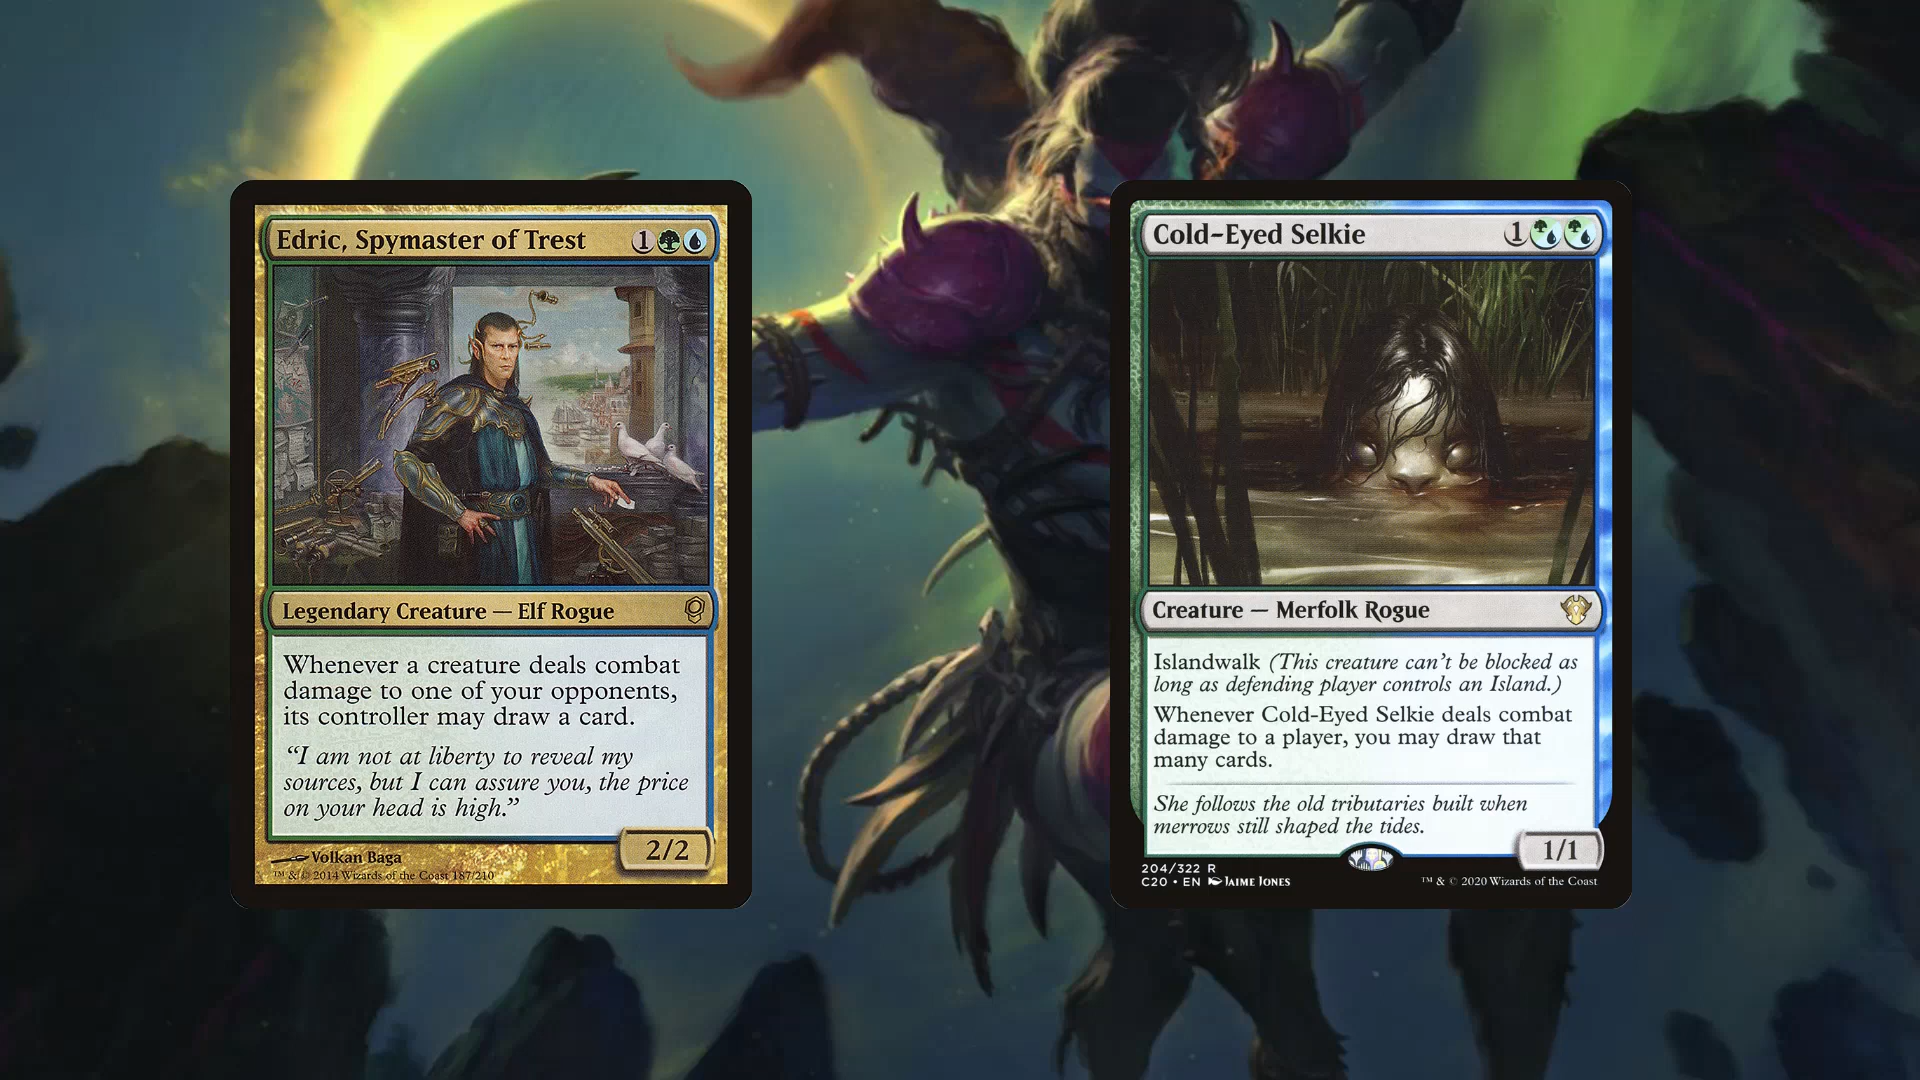 Edric, Spymaster of Trest
1
Legendary Creature — Elf Rogue
Whenever a creature deals combat
damage to one of your opponents,
its controller may draw a card.
“I am not at liberty to reveal my
sources, but I can assure you, the price
on your head is high.”
2/2
Volkan Baga
™ & © 2014 Wizards of the Coast 187/210
Cold-Eyed Selkie
1
Creature — Merfolk Rogue
Islandwalk (This creature can’t be blocked as
long as defending player controls an Island.)
Whenever Cold-Eyed Selkie deals combat
damage to a player, you may draw that
many cards.
She follows the old tributaries built when
merrows still shaped the tides.
1/1
204/322 R
C20 • EN JAIME JONES
™ & © 2020 Wizards of the Coast